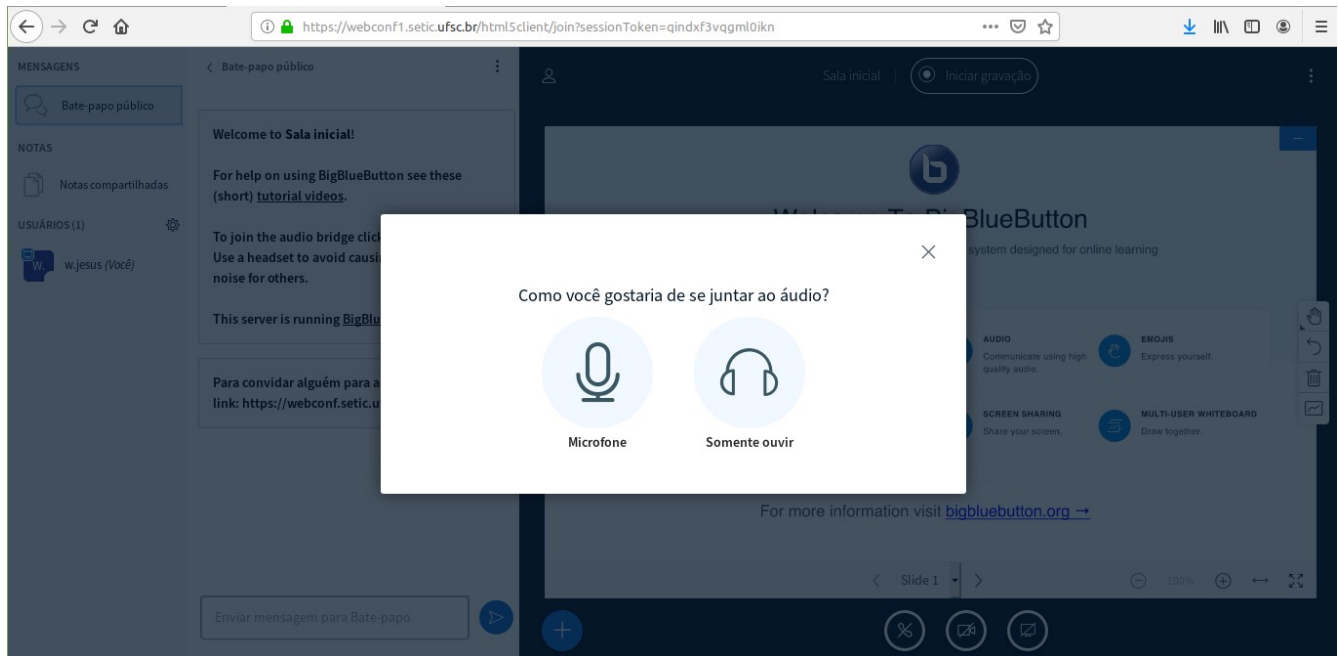 https://webconf1.setic.ufsc.br/html5client/join?sessionToken=qindxf3vqgml0ikn
MENSAGENS
Bate-papo público
NOTAS
Notas compartilhadas
USUÁRIOS (1)
W.
w.jesus (Você)
Bate-papo público
Welcome to Sala inicial!
For help on using BigBlueButton see these
(short) tutorial videos.
To join the audio bridge click
Use a headset to avoid causi
noise for others.
This server is running BigBlu
Para convidar alguém para a
link: https://webconf.setic.u
Enviar mensagem para Bate-papo
Sala inicial
Iniciar gravação
b
Welcome To BigBlueButton
system designed for online learning
AUDIO
Communicate using high
quality audio.
EMOJIS
Express yourself.
SCREEN SHARING
Share your screen.
MULTI-USER WHITEBOARD
Draw together.
For more information visit bigbluebutton.org →
Slide 1
100%
Como você gostaria de se juntar ao áudio?
Microfone
Somente ouvir